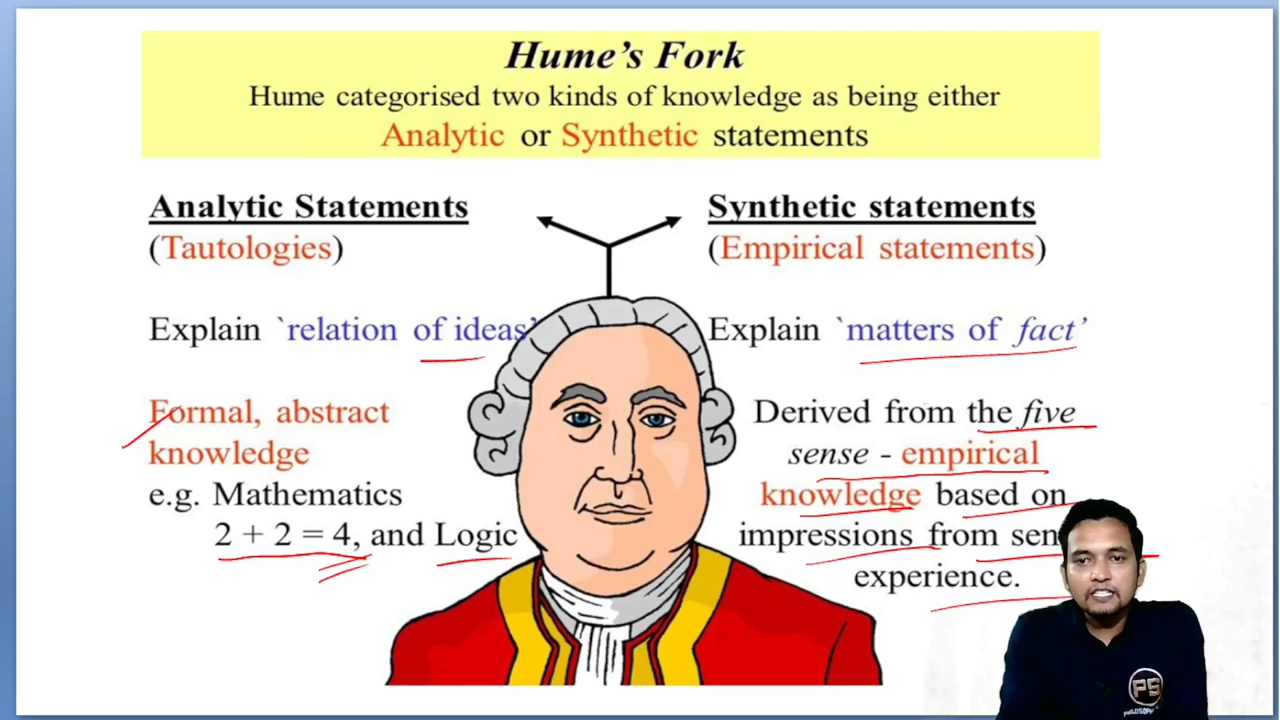 Hume's Fork
Hume categorised two kinds of knowledge as being either
Analytic or Synthetic statements
Analytic Statements
(Tautologies)
Explain `relation of ideas'
Formal, abstract
knowledge
e.g. Mathematics
2 + 2 = 4, and Logic
Synthetic statements
(Empirical statements)
Explain `matters of fact'
Derived from the five
sense - empirical
knowledge based on
impressions from sen
experience.
PS